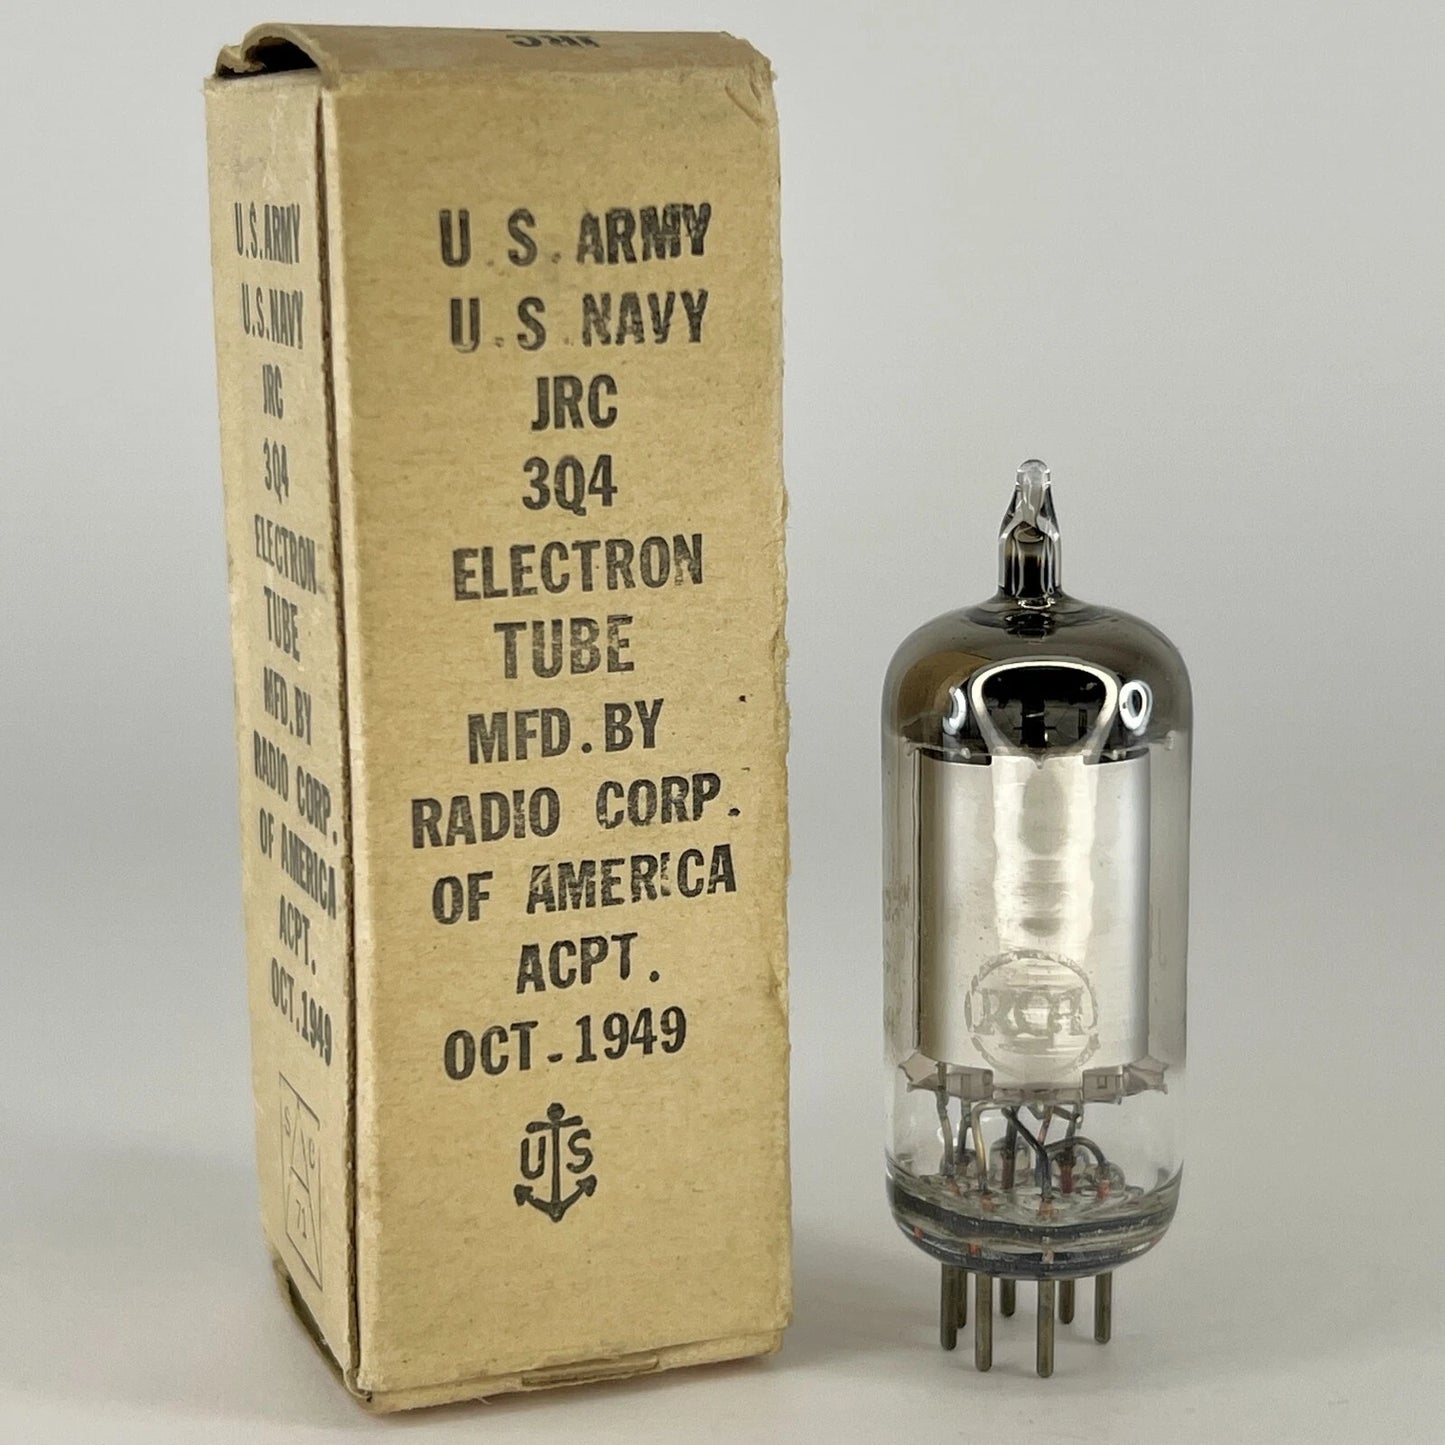 JRC
U.S.ARMY
U.S.NAVY
JRC
3Q4
ELECTRON
TUBE
MFD.BY
RADIO CORP.
OF AMERICA
ACPT.
OCT.1949
S C
71
U.S.ARMY
U.S.NAVY
JRC
3Q4
ELECTRON
TUBE
MFD.BY
RADIO CORP.
OF AMERICA
ACPT.
OCT.1949
US
RCA